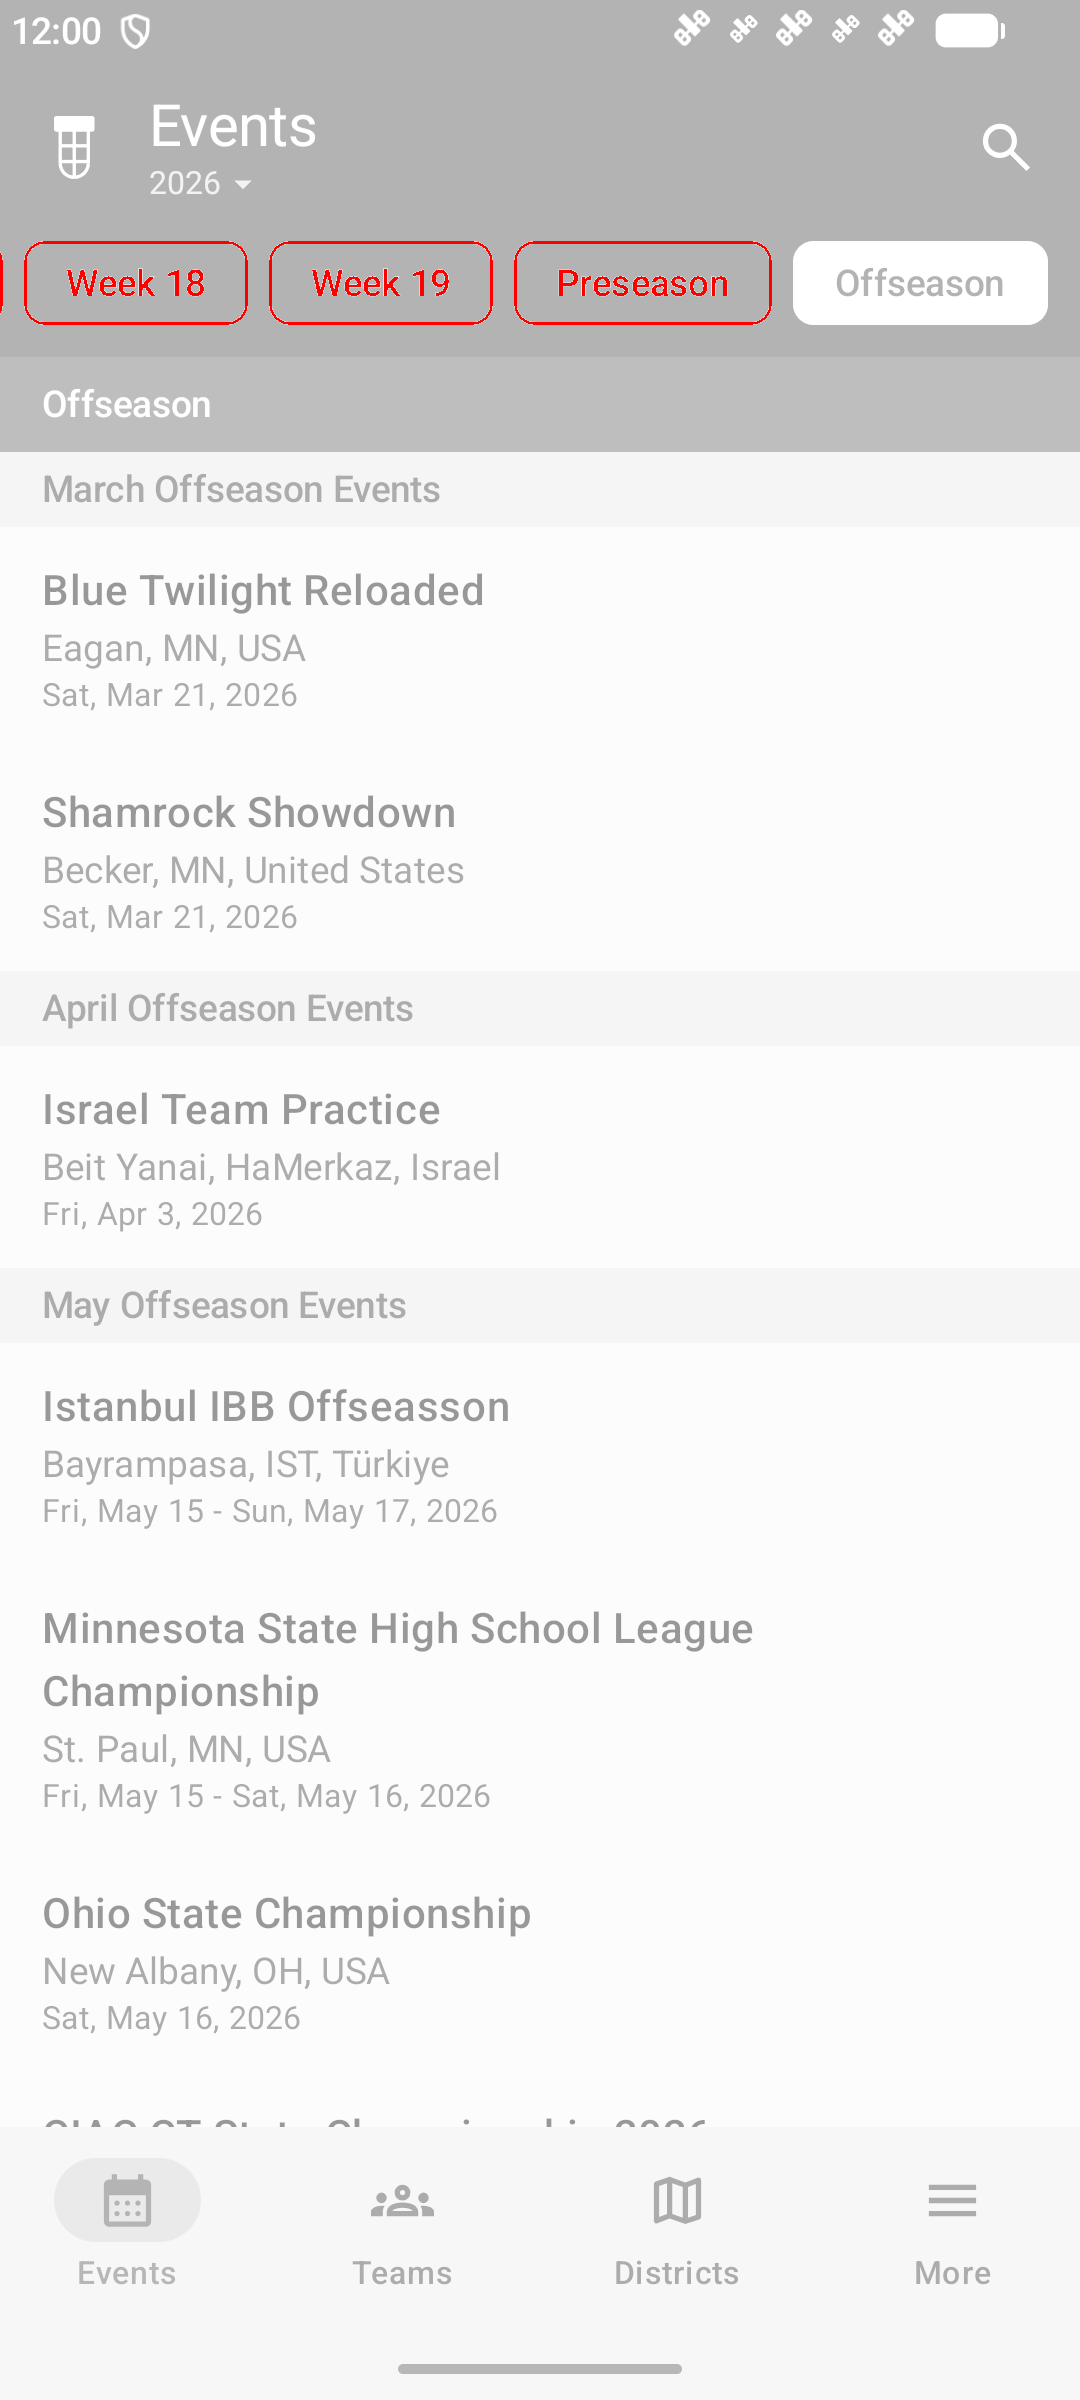 12:00
Events
2026
Week 18
Week 19
Preseason
Offseason
Offseason
March Offseason Events
Blue Twilight Reloaded
Eagan, MN, USA
Sat, Mar 21, 2026
Shamrock Showdown
Becker, MN, United States
Sat, Mar 21, 2026
April Offseason Events
Israel Team Practice
Beit Yanai, HaMerkaz, Israel
Fri, Apr 3, 2026
May Offseason Events
Istanbul IBB Offseasson
Bayrampasa, IST, Türkiye
Fri, May 15 - Sun, May 17, 2026
Minnesota State High School League
Championship
St. Paul, MN, USA
Fri, May 15 - Sat, May 16, 2026
Ohio State Championship
New Albany, OH, USA
Sat, May 16, 2026
Events
Teams
Districts
More